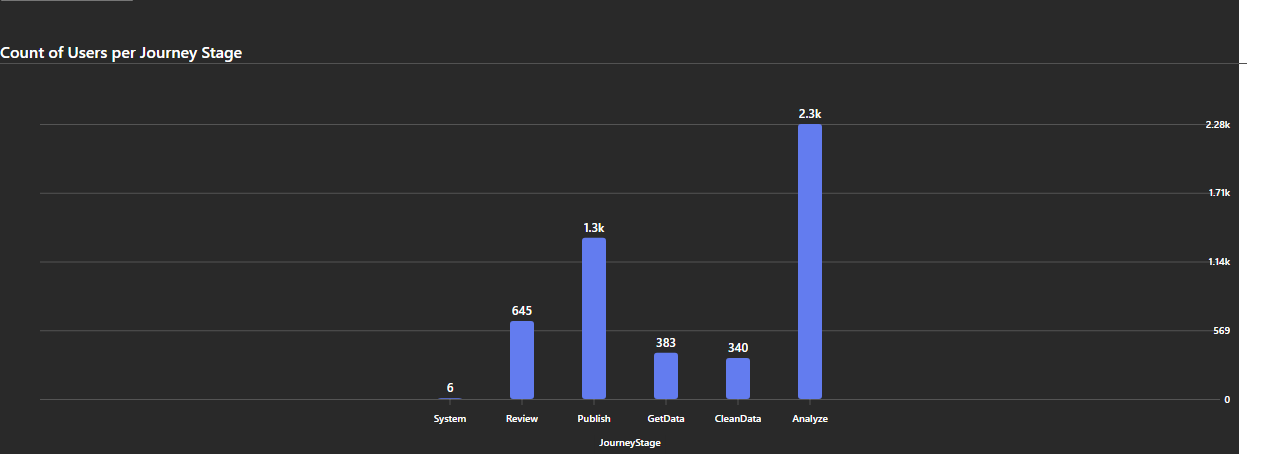 Count of Users per Journey Stage
2.3k
2.28k
1.71k
1.3k
1.14k
645
569
383
340
6
0
System Review Publish GetData CleanData Analyze
JourneyStage